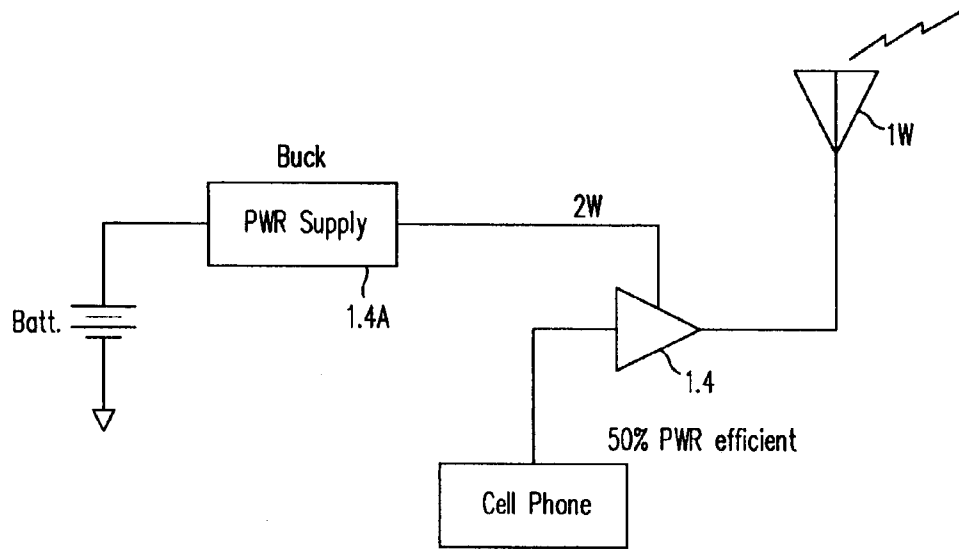 1W
Buck
PWR Supply
2W
1.4A
Batt.
1.4
50% PWR efficient
Cell Phone